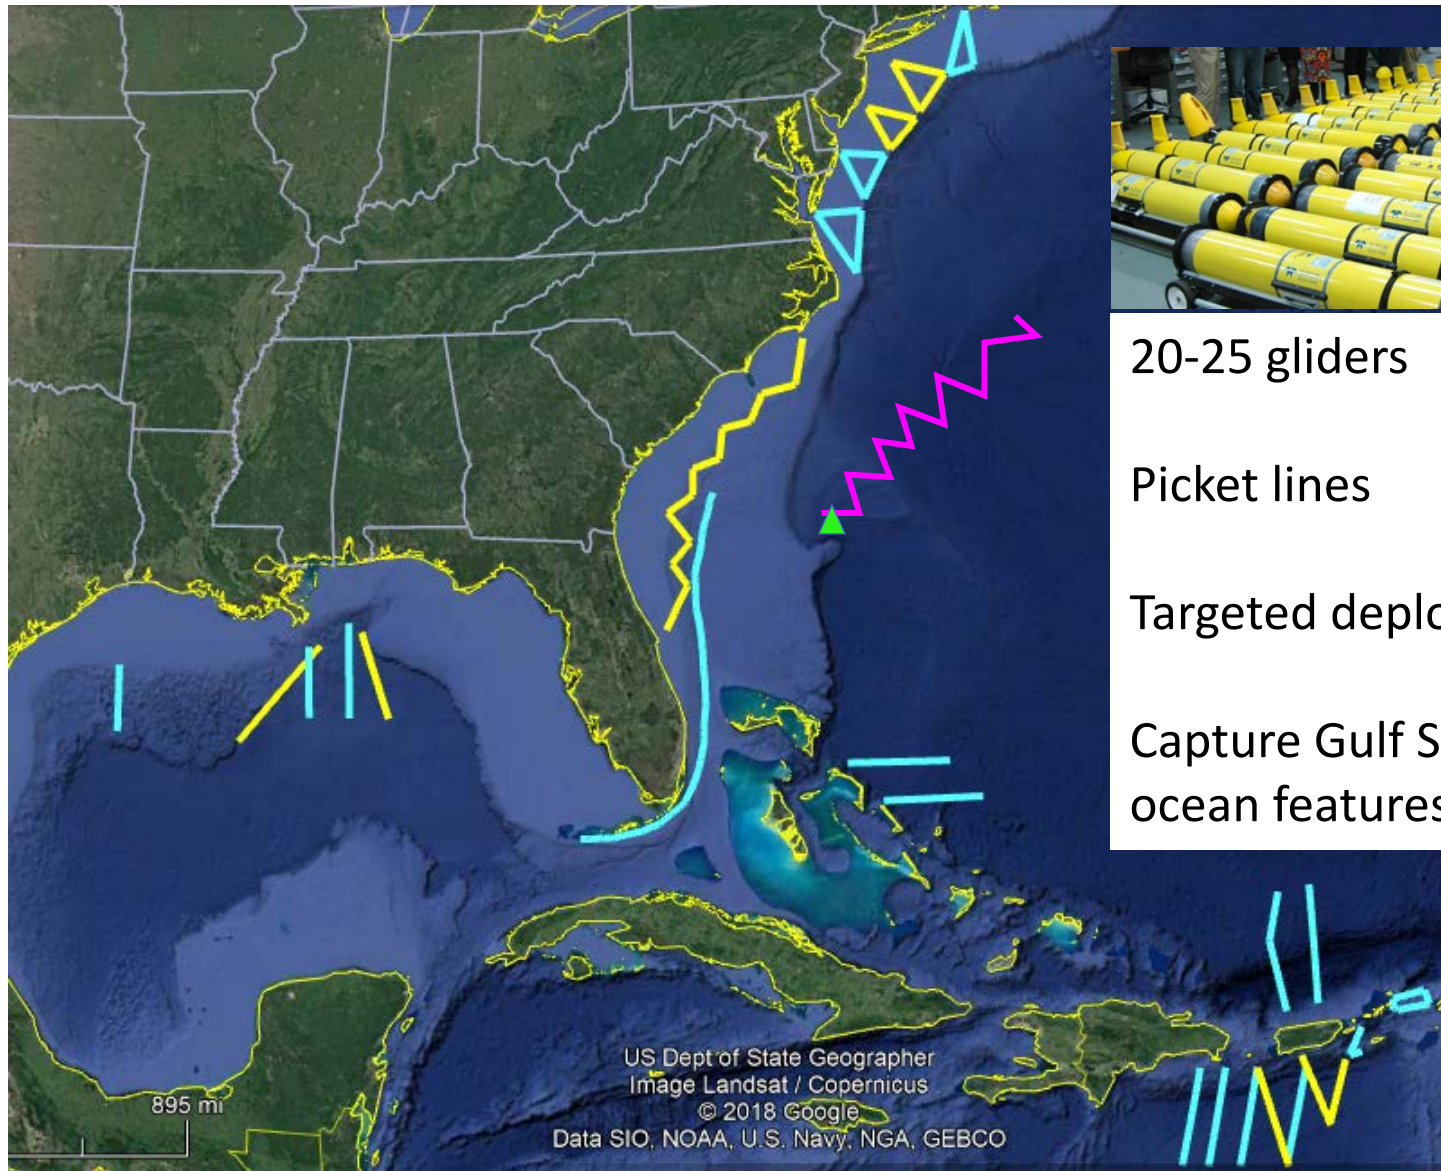 20-25 gliders
Picket lines
Targeted
Capture Gulf
ocean features
US Dept of State Geographer
Image Landsat / Copernicus
© 2018 Google
Data SIO, NOAA, U.S. Navy, NGA, GEBCO
895 mi